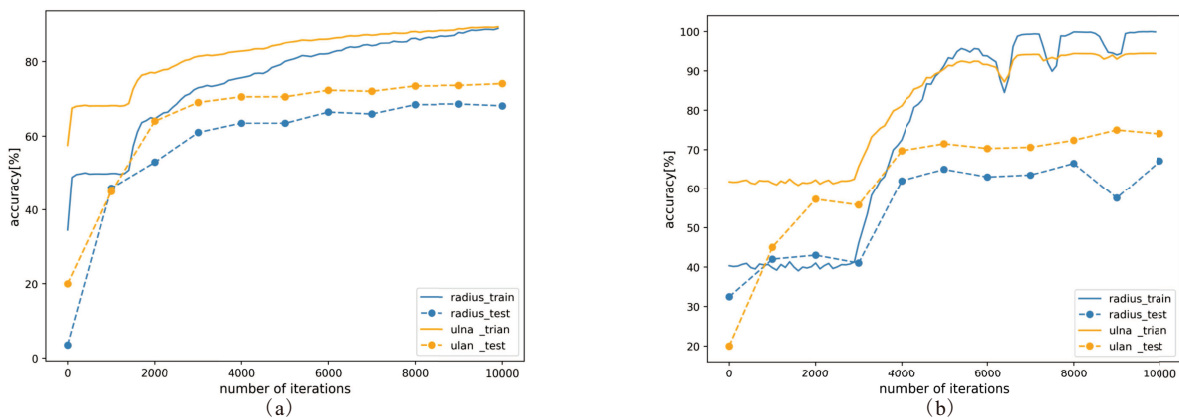 accuracy[%]
80
60
40
20
0
0 2000 4000 6000 8000 10000
number of iterations
radius_train
radius_test
ulna _trian
ulan _test
(a)
accuracy[%]
100
90
80
70
60
50
40
30
20
0 2000 4000 6000 8000 10000
number of iterations
radius_train
radius_test
ulna _trian
ulan _test
(b)